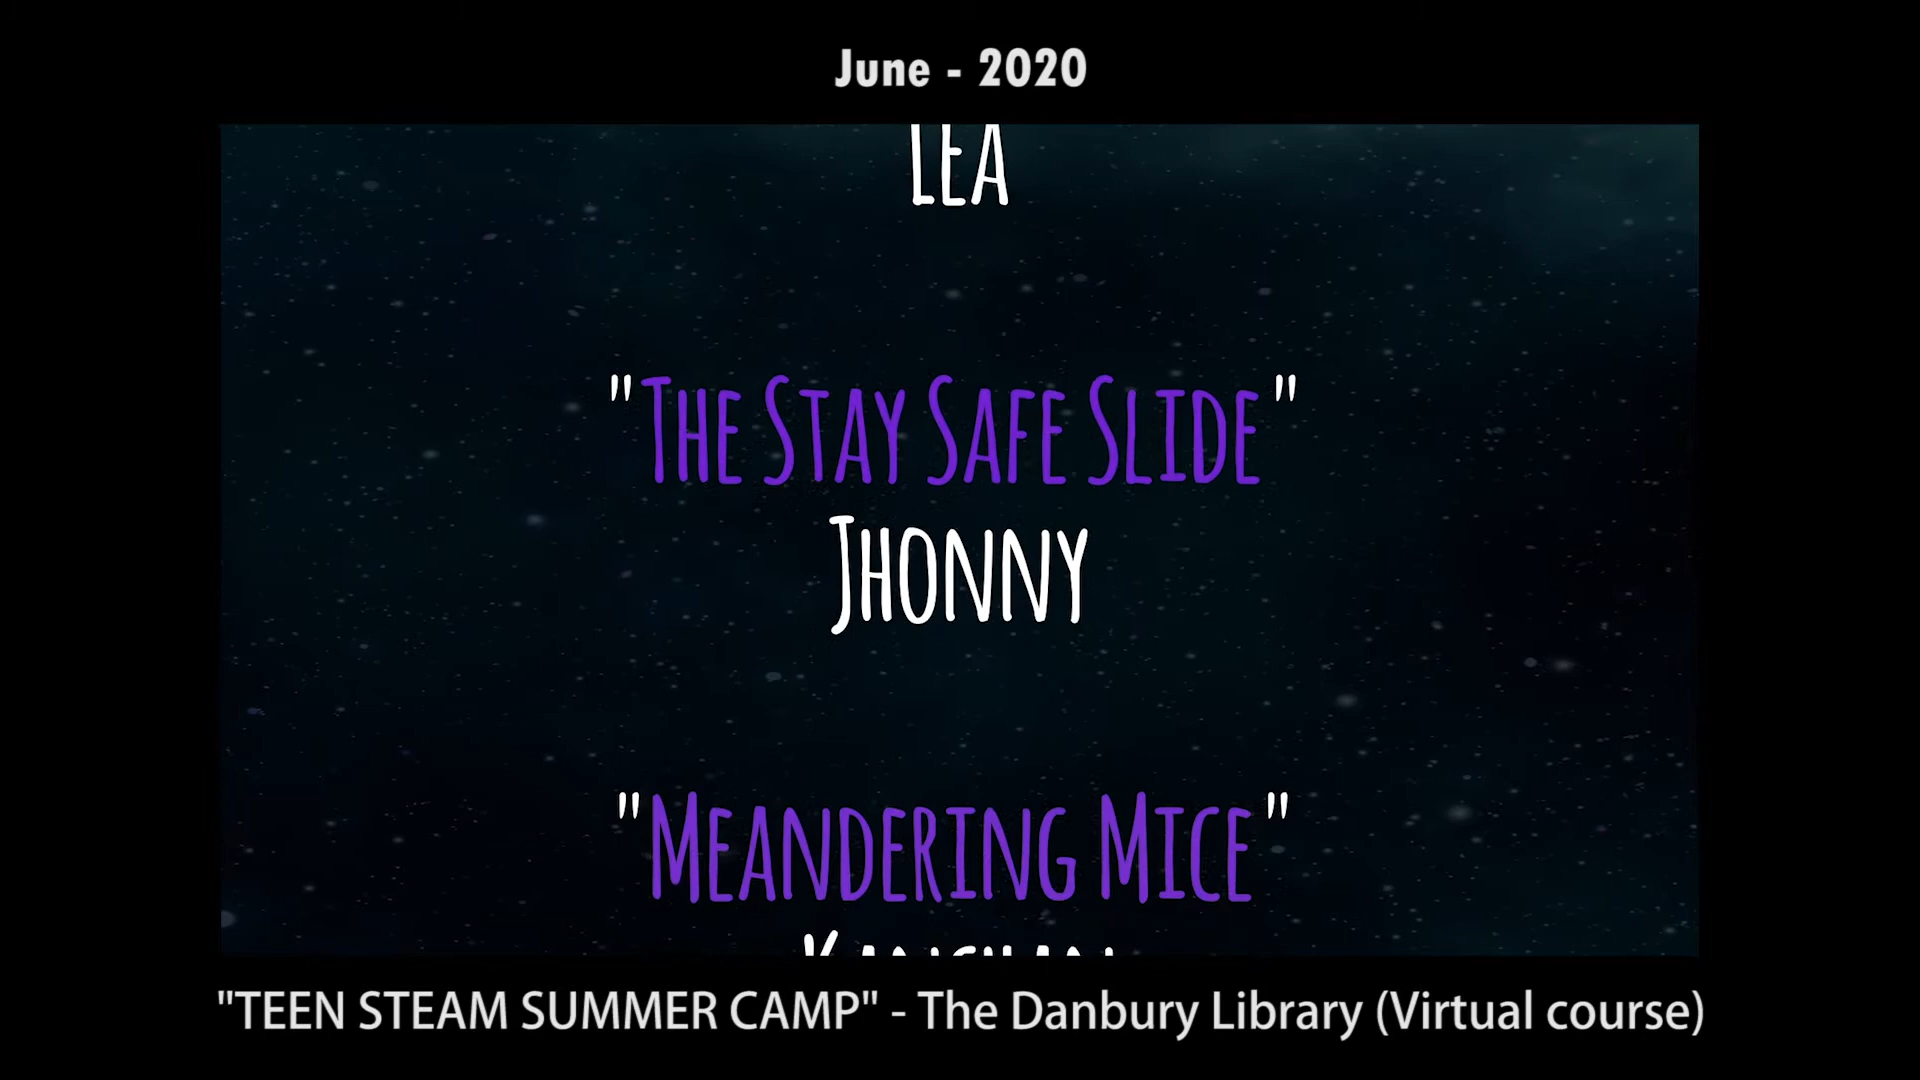 June - 2020
LEA
"THE STAY SAFE SLIDE"
JHONNY
"MEANDERING MICE"
"TEEN STEAM SUMMER CAMP" - The Danbury Library (Virtual course)